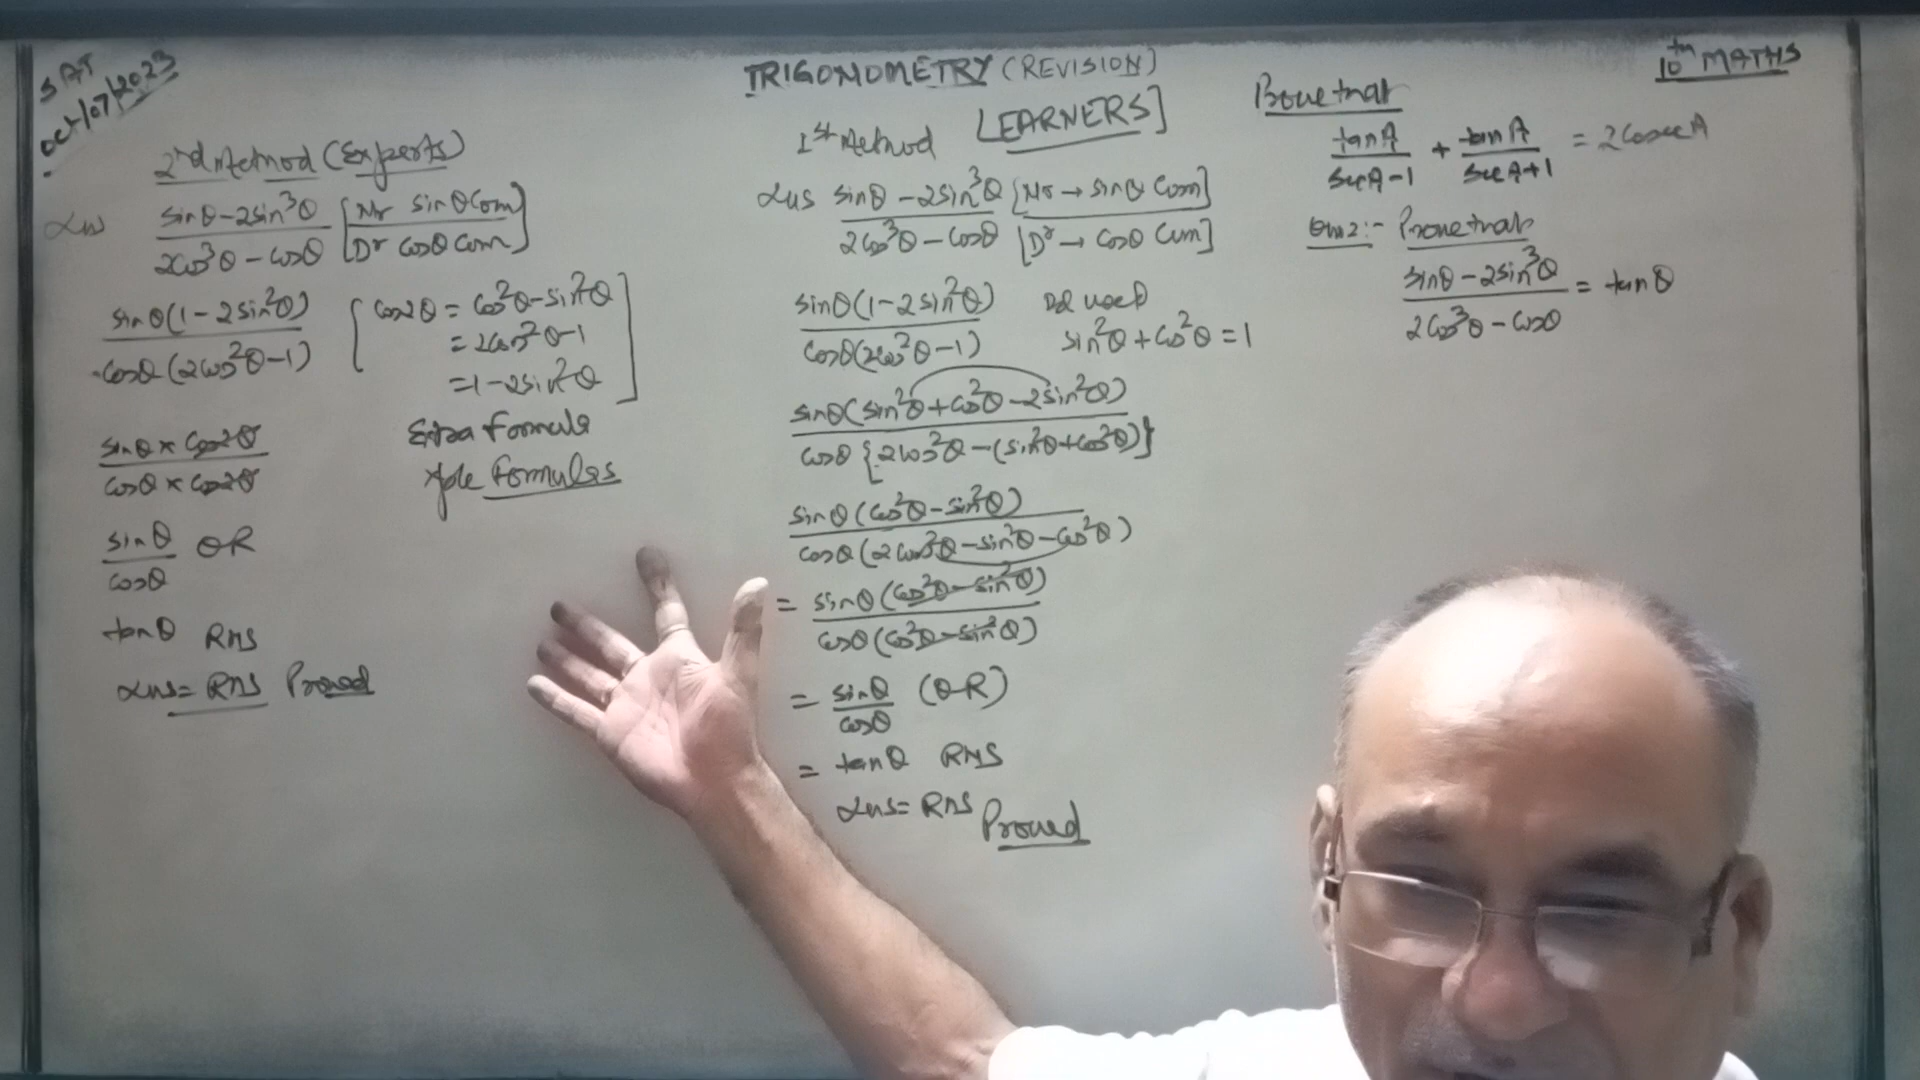 SAT
Oct/07/2023
TRIGONOMETRY (REVISION)
[LEARNERS]
10th MATHS
2nd Method (Experts)
LHS sinθ-2sin³θ [Nr sinθ Com]
2cos³θ-cosθ [Dr cosθ Com]
sinθ(1-2sin²θ)
cosθ(2cos²θ-1)
[cos2θ = cos²θ-sin²θ
= 2cos²θ-1
= 1-2sin²θ]
Extra Formula
Formulas
sinθ × cos2θ
cosθ × cos2θ
sinθ OR
cosθ
tanθ RHS
LHS = RHS Proved
1st Method
LHS sinθ-2sin³θ [Nr → sinθ Com]
2cos³θ-cosθ [Dr → cosθ Com]
sinθ(1-2sin²θ)
cosθ(2cos²θ-1)
used
sin²θ+cos²θ=1
sinθ(sin²θ+cos²θ-2sin²θ)
cosθ{2cos²θ-(sin²θ+cos²θ)}
sinθ(cos²θ-sin²θ)
cosθ(2cos²θ-sin²θ-cos²θ)
= sinθ(cos²θ-sin²θ)
cosθ(cos²θ-sin²θ)
= sinθ (OR)
cosθ
= tanθ RHS
LHS = RHS Proved
Prove that
tanA + tanA = 2cosecA
secA-1 secA+1
Qn2:- Prove that
sinθ-2sin³θ = tanθ
2cos³θ-cosθ